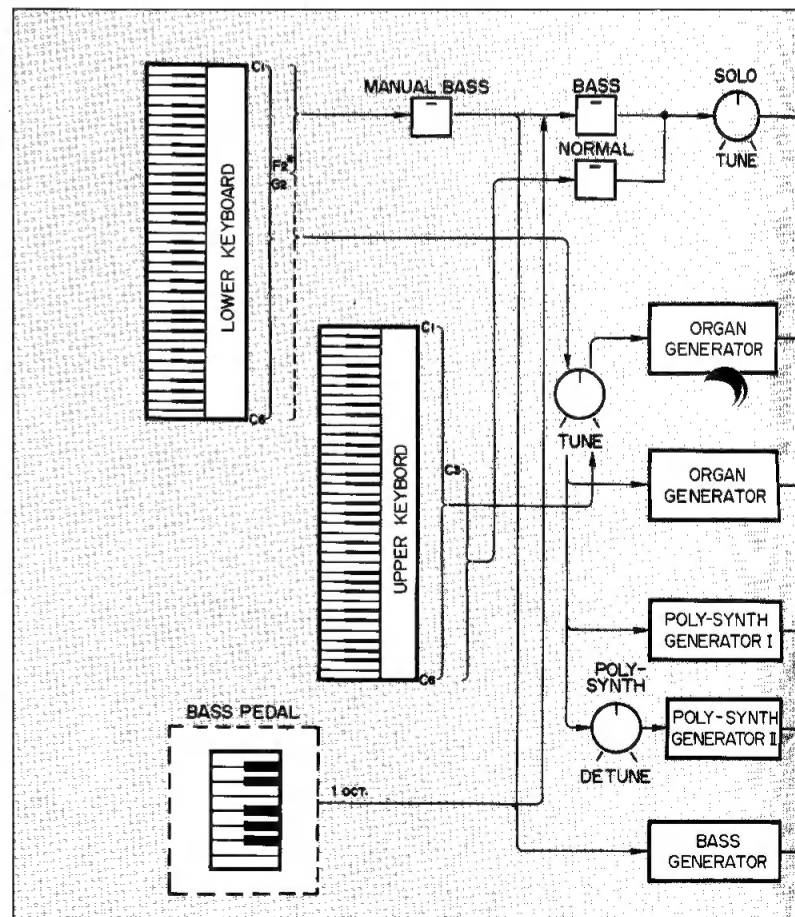 C1
F2#
G2
C6
LOWER KEYBOARD
MANUAL BASS
BASS
NORMAL
SOLO
TUNE
C1
C3
C6
UPPER KEYBORD
TUNE
ORGAN
GENERATOR
ORGAN
GENERATOR
POLY-SYNTH
GENERATOR I
POLY-
SYNTH
DETUNE
POLY-SYNTH
GENERATOR II
BASS PEDAL
1 OCT.
BASS
GENERATOR